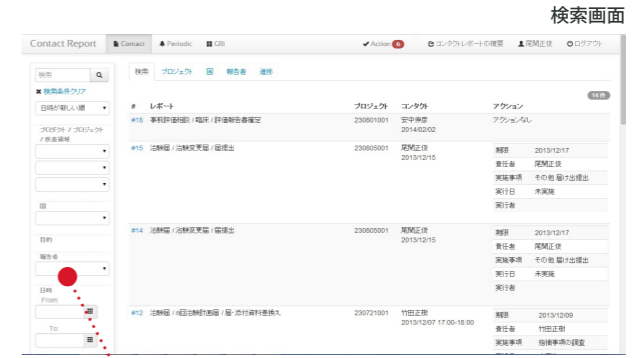 検索画面
Contact Report Contact Periodic GRI Action 6 コンタクトレポートの概要 尾関正俊 ログアウト
検索
検索 プロジェクト 国 報告者 進捗
✖ 検索条件クリア
14件
日時が新しい順
# レポート プロジェクト コンタクト アクション
#16 事前評価相談 / 臨床 / 評価報告書確定 230801001 安中伸彦 アクションなし
2014/02/02
プロダクト / プロジェクト
/ 疾患領域
#15 治験届 / 治験変更届 / 届提出 230605001 尾関正俊 期限 2013/12/17
2013/12/15
責任者 尾関正俊
実施事項 その他 届け出提出
実行日 未実施
国
実行者
#14 治験届 / 治験変更届 / 届提出 230605001 尾関正俊 期限 2013/12/17
2013/12/15
目的
責任者 尾関正俊
報告者
実施事項 その他 届け出提出
実行日 未実施
日時
実行者
From:
#12 治験届 / n回治験計画届 / 届・添付資料差換え 230721001 竹田正樹 期限 2013/12/09
2013/12/07 17:00-18:00
To:
責任者 竹田正樹
実施事項 指摘事項の調査